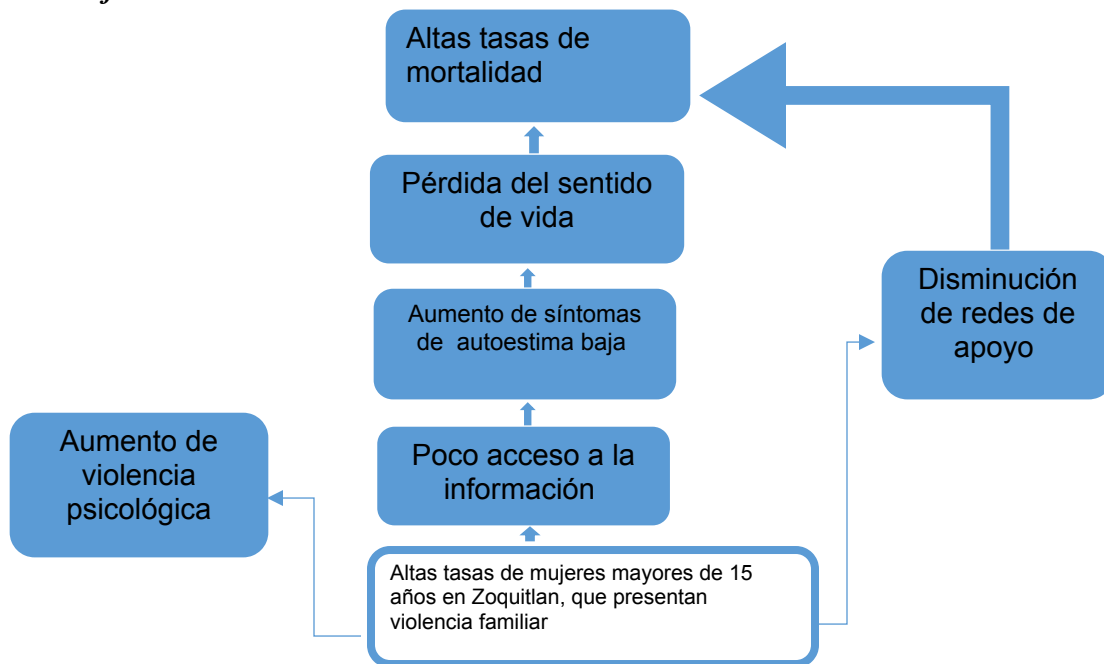 Altas tasas de
mortalidad
Pérdida del sentido
de vida
Aumento de síntomas
de autoestima baja
Disminución
de redes de
apoyo
Aumento de
violencia
psicológica
Poco acceso a la
información
Altas tasas de mujeres mayores de 15
años en Zoquitlan, que presentan
violencia familiar